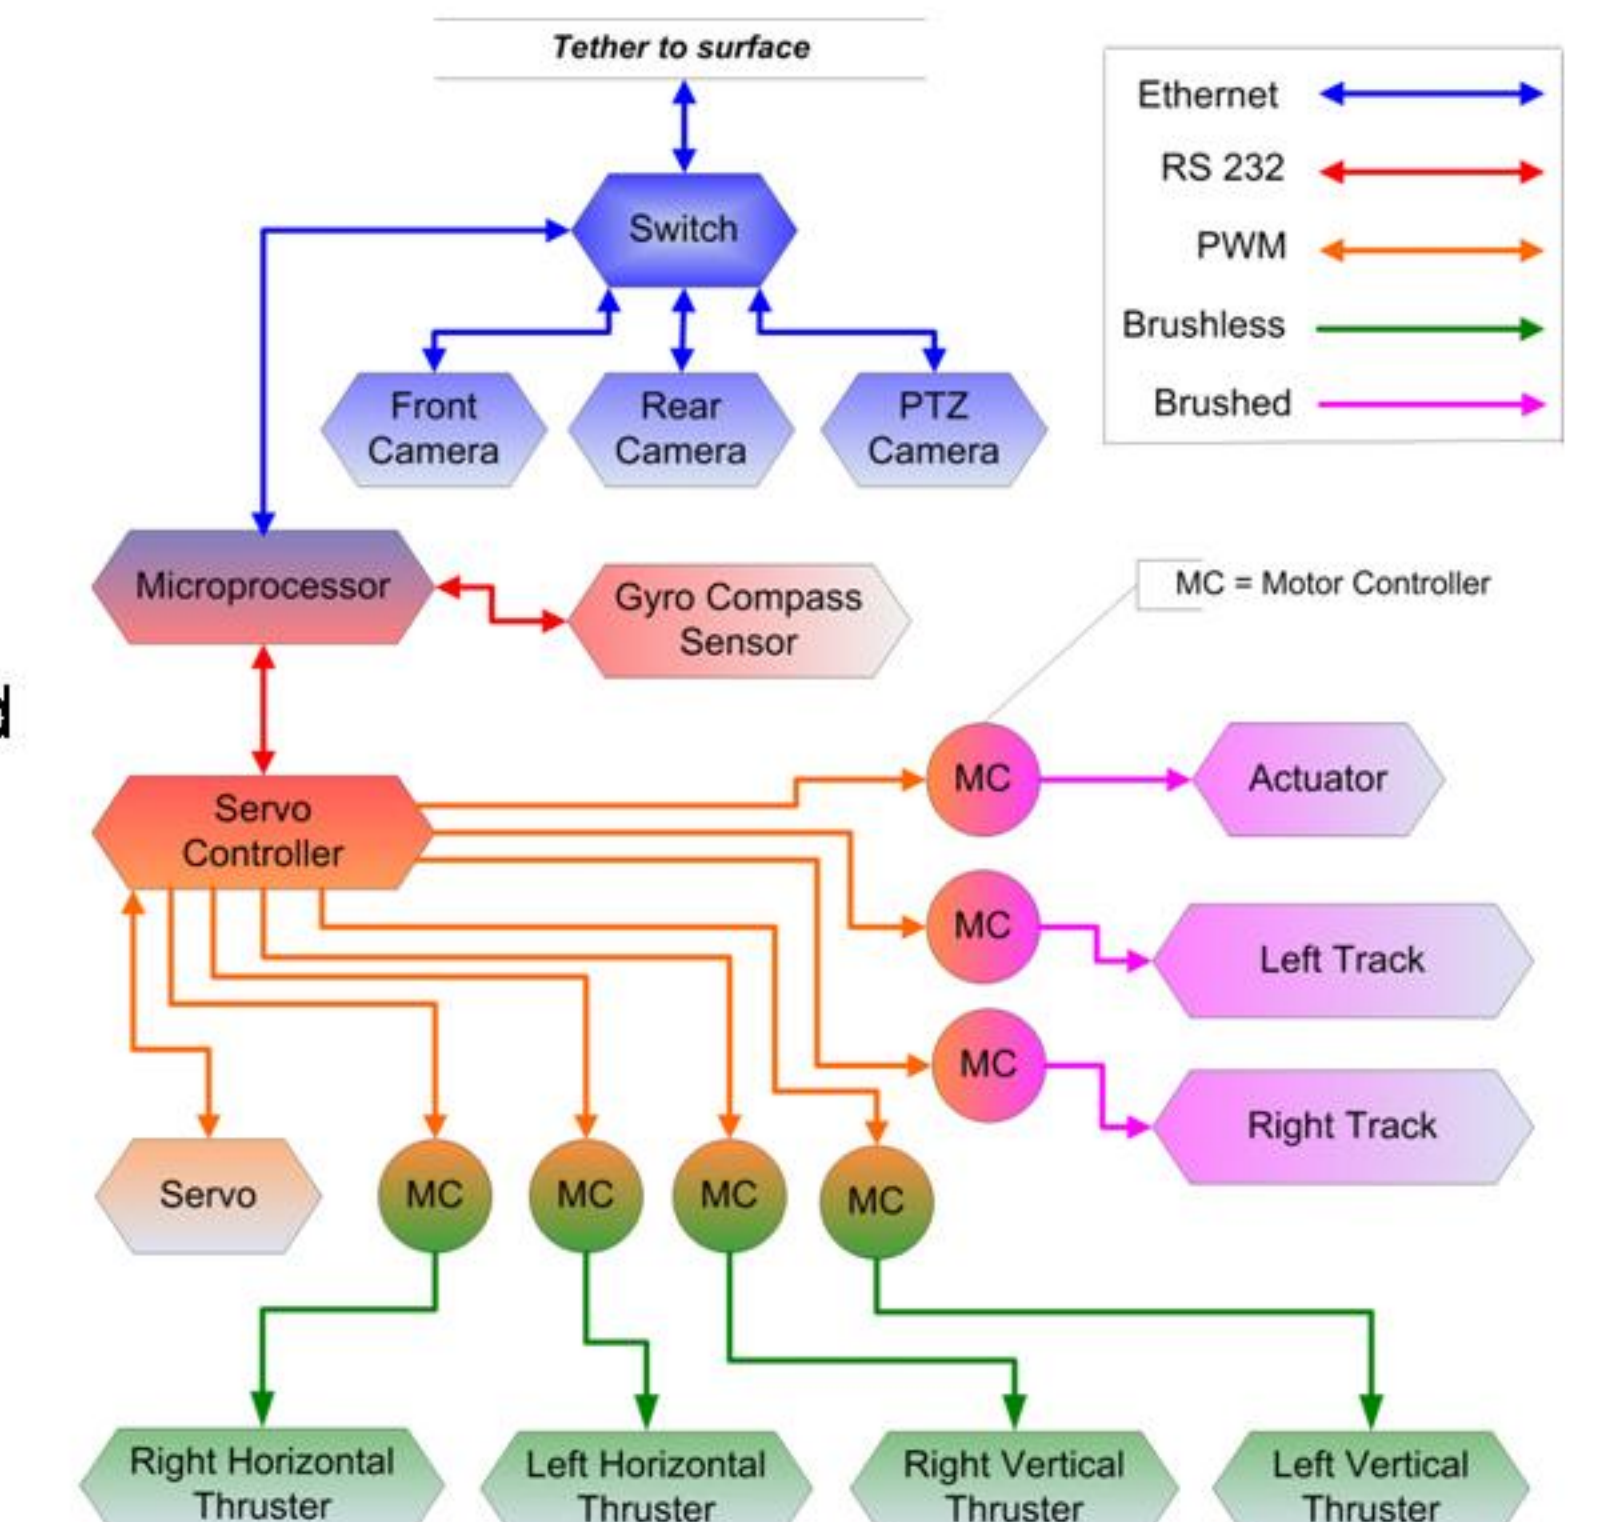 Tether to surface
Ethernet
RS 232
PWM
Brushless
Brushed
Switch
Front
Camera
Rear
Camera
PTZ
Camera
Microprocessor
Gyro Compass
Sensor
MC = Motor Controller
d
Servo
Controller
MC
Actuator
MC
Left Track
MC
Right Track
Servo
MC
MC
MC
MC
Right Horizontal
Thruster
Left Horizontal
Thruster
Right Vertical
Thruster
Left Vertical
Thruster